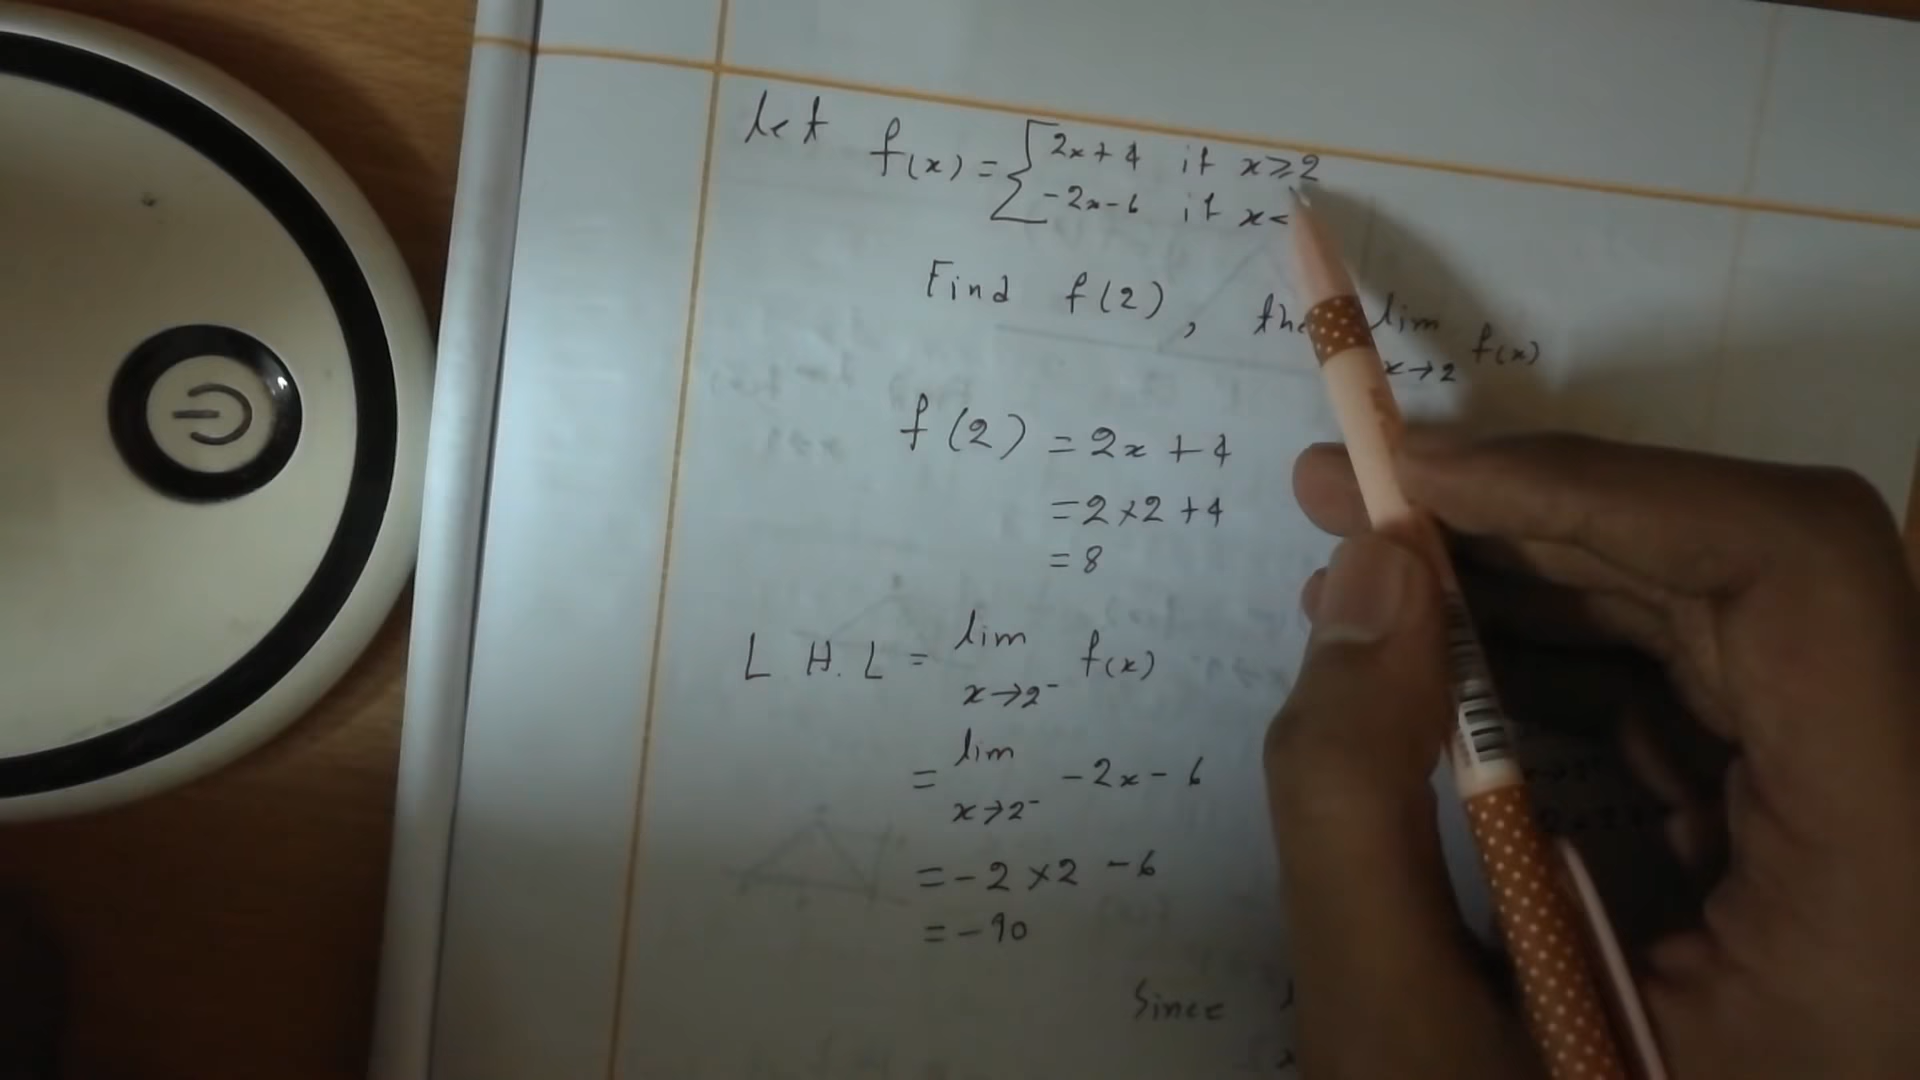 Let f(x) = { 2x + 4 if x ≥ 2
-2x - 6 if x <
Find f(2), the lim x→2 f(x)
f(2) = 2x + 4
= 2 × 2 + 4
= 8
L H.L = lim x→2⁻ f(x)
= lim x→2⁻ -2x - 6
= -2 × 2 - 6
= -10
Since